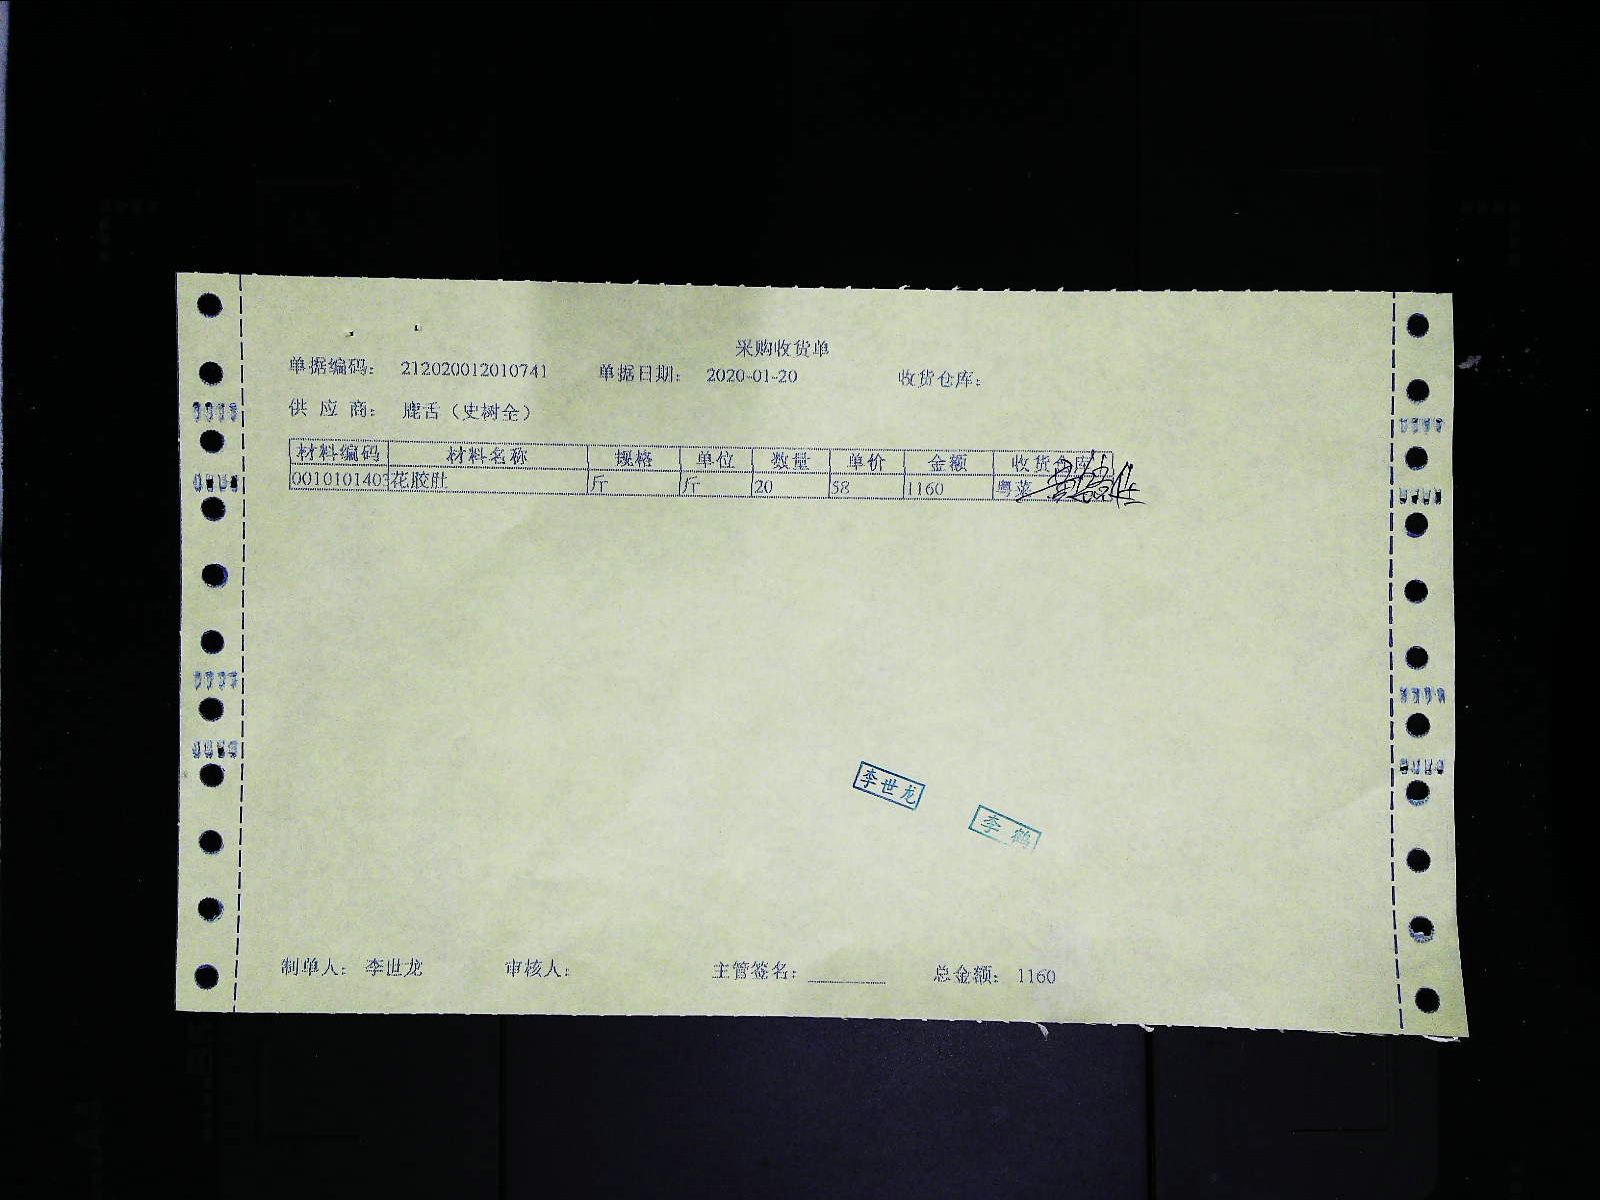 采购收货单
单据编码： 212020012010741 单据日期： 2020-01-20 收货仓库：
供 应 商： 鹿舌（史树全）
材料编码 材料名称 规格 单位 数量 单价 金额 收货仓库
0010101403 花胶肚 斤 斤 20 58 1160 粤菜
李世龙
李鹤
制单人： 李世龙 审核人： 主管签名： 总金额： 1160